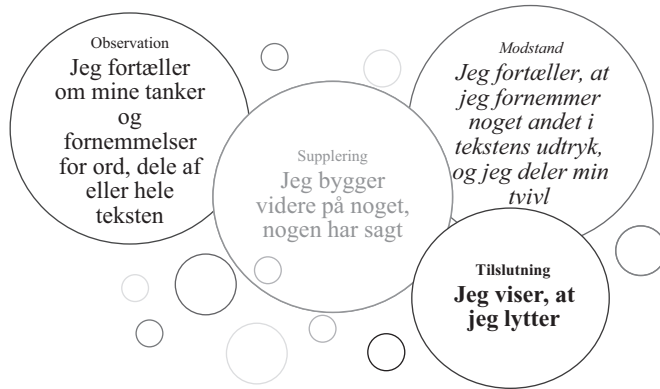 Observation
Jeg fortæller
om mine tanker
og
fornemmelser
for ord, dele af
eller hele
teksten
Supplering
Jeg bygger
videre på noget,
nogen har sagt
Modstand
Jeg fortæller, at
jeg fornemmer
noget andet i
tekstens udtryk,
og jeg deler min
tvivl
Tilslutning
Jeg viser, at
jeg lytter